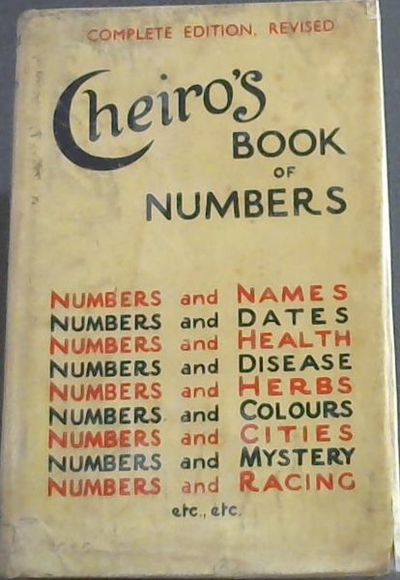 COMPLETE EDITION, REVISED
Cheiro's
BOOK
OF
NUMBERS
NUMBERS and NAMES
NUMBERS and DATES
NUMBERS and HEALTH
NUMBERS and DISEASE
NUMBERS and HERBS
NUMBERS and COLOURS
NUMBERS and CITIES
NUMBERS and MYSTERY
NUMBERS and RACING
etc., etc.